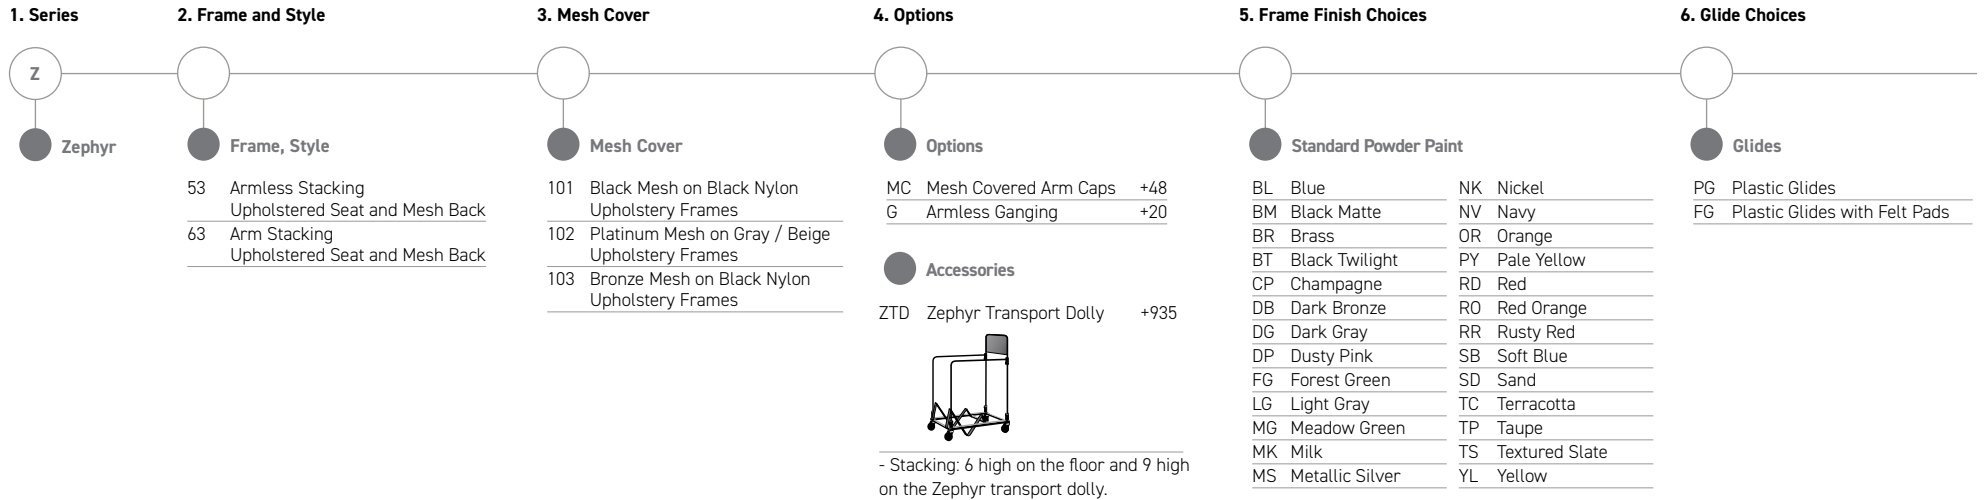 1. Series
2. Frame and Style
3. Mesh Cover
4. Options
5. Frame Finish Choices
6. Glide Choices
Z
Zephyr
Frame, Style
53 Armless Stacking
Upholstered Seat and Mesh Back
63 Arm Stacking
Upholstered Seat and Mesh Back
Mesh Cover
101 Black Mesh on Black Nylon
Upholstery Frames
102 Platinum Mesh on Gray / Beige
Upholstery Frames
103 Bronze Mesh on Black Nylon
Upholstery Frames
Options
MC Mesh Covered Arm Caps +48
G Armless Ganging +20
Accessories
ZTD Zephyr Transport Dolly +935
- Stacking: 6 high on the floor and 9 high
on the Zephyr transport dolly.
Standard Powder Paint
BL Blue
BM Black Matte
BR Brass
BT Black Twilight
CP Champagne
DB Dark Bronze
DG Dark Gray
DP Dusty Pink
FG Forest Green
LG Light Gray
MG Meadow Green
MK Milk
MS Metallic Silver
NK Nickel
NV Navy
OR Orange
PY Pale Yellow
RD Red
RO Red Orange
RR Rusty Red
SB Soft Blue
SD Sand
TC Terracotta
TP Taupe
TS Textured Slate
YL Yellow
Glides
PG Plastic Glides
FG Plastic Glides with Felt Pads